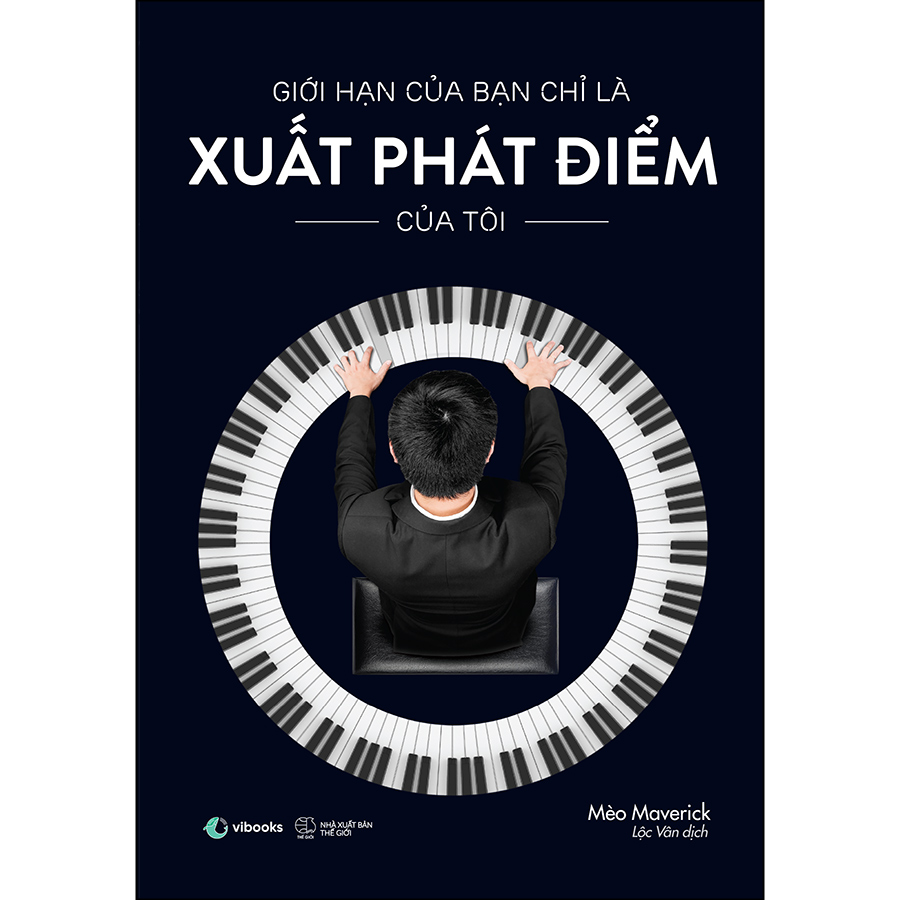 GIỚI HẠN CỦA BẠN CHỈ LÀ
XUẤT PHÁT ĐIỂM
CỦA TÔI
vibooks
THẾ GIỚI
NHÀ XUẤT BẢN
THẾ GIỚI
Mèo Maverick
Lộc Vân dịch